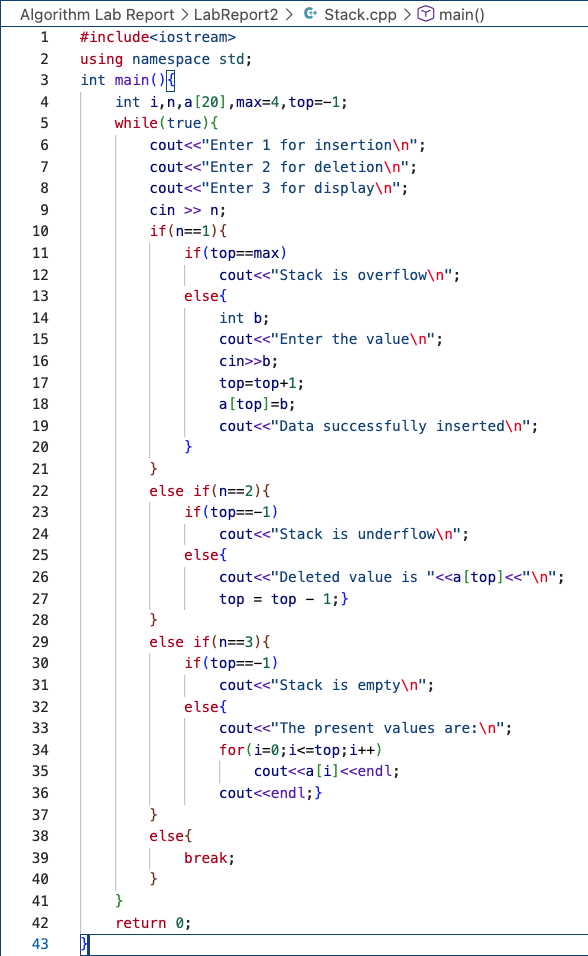 Algorithm Lab Report > LabReport2 > Stack.cpp > main()
1 #include<iostream>
2 using namespace std;
3 int main(){
4     int i,n,a[20],max=4,top=-1;
5     while(true){
6         cout<<"Enter 1 for insertion\n";
7         cout<<"Enter 2 for deletion\n";
8         cout<<"Enter 3 for display\n";
9         cin >> n;
10         if(n==1){
11             if(top==max)
12                 cout<<"Stack is overflow\n";
13             else{
14                 int b;
15                 cout<<"Enter the value\n";
16                 cin>>b;
17                 top=top+1;
18                 a[top]=b;
19                 cout<<"Data successfully inserted\n";
20             }
21         }
22         else if(n==2){
23             if(top==-1)
24                 cout<<"Stack is underflow\n";
25             else{
26                 cout<<"Deleted value is "<<a[top]<<"\n";
27                 top = top - 1;}
28         }
29         else if(n==3){
30             if(top==-1)
31                 cout<<"Stack is empty\n";
32             else{
33                 cout<<"The present values are:\n";
34                 for(i=0;i<=top;i++)
35                     cout<<a[i]<<endl;
36                 cout<<endl;}
37         }
38         else{
39             break;
40         }
41     }
42     return 0;
43 }